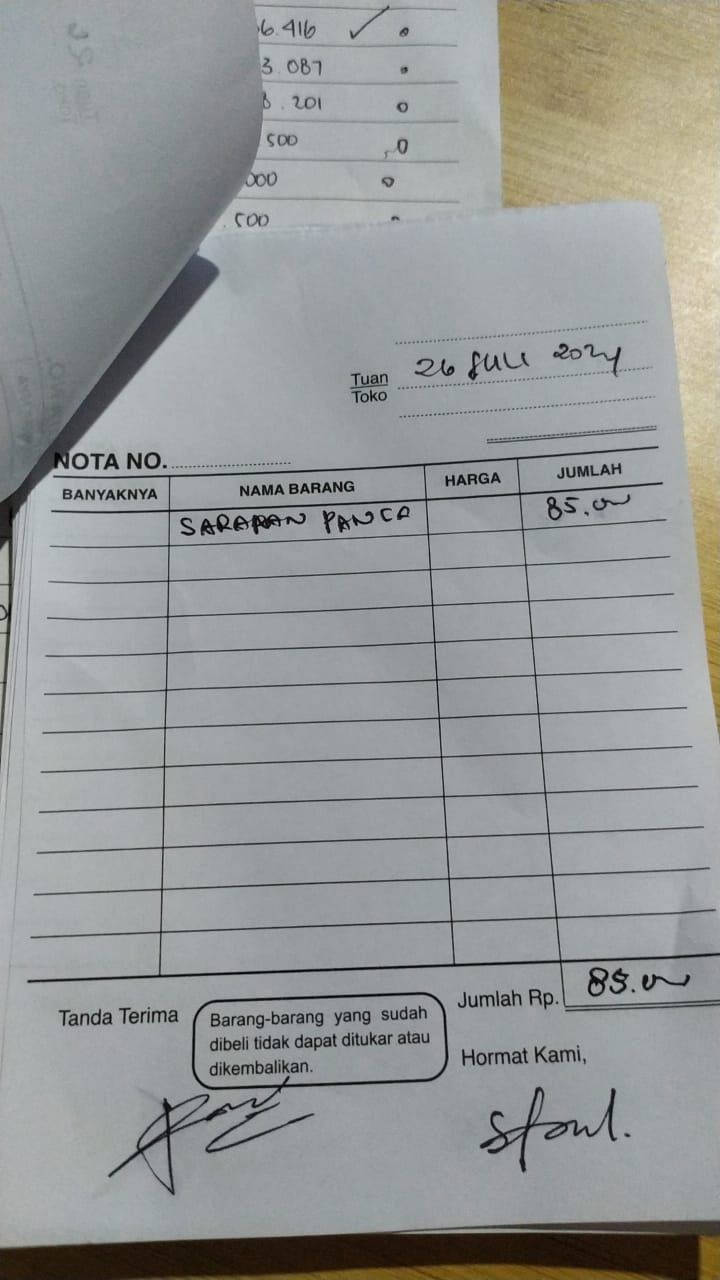 6.416
3.087
8.201
500
000
.500
26 JULI 2024
Tuan
Toko
NOTA NO.
BANYAKNYA NAMA BARANG HARGA JUMLAH
SARAPAN PANCA 85.000
Jumlah Rp. 85.000
Tanda Terima
Barang-barang yang sudah
dibeli tidak dapat ditukar atau
dikembalikan.
Hormat Kami,